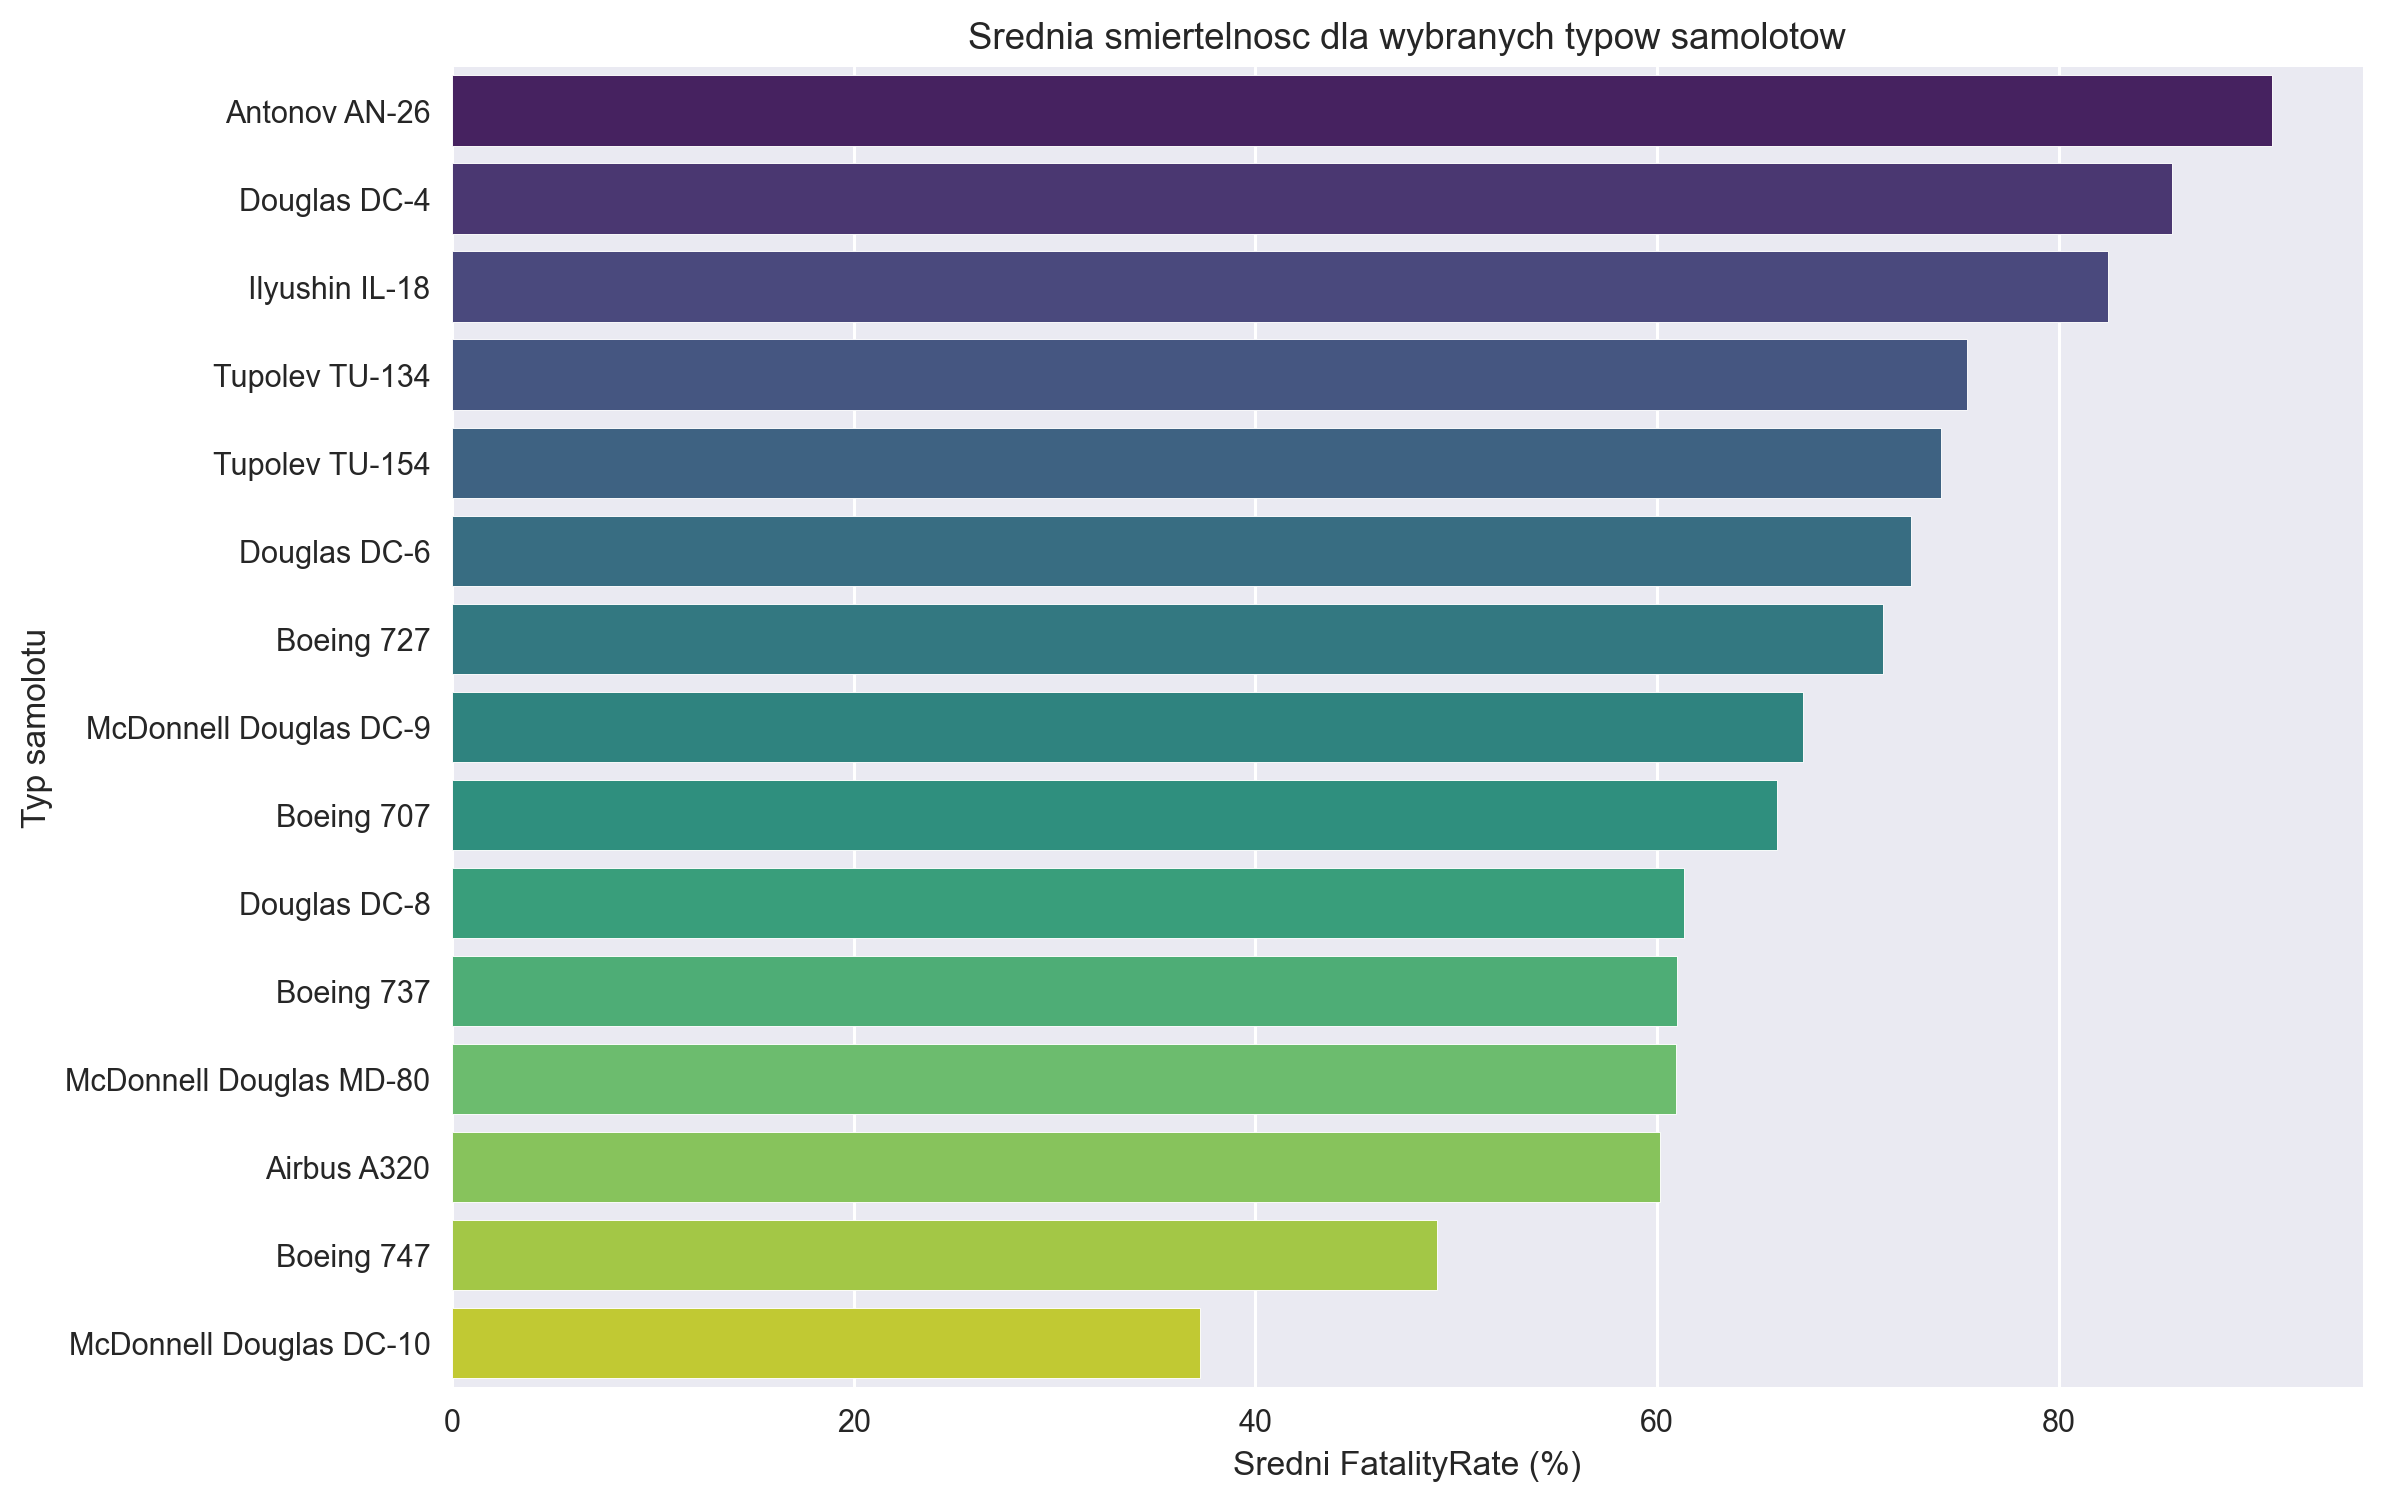 Srednia smiertelnosc dla wybranych typow samolotow
Typ samolotu
Antonov AN-26
Douglas DC-4
Ilyushin IL-18
Tupolev TU-134
Tupolev TU-154
Douglas DC-6
Boeing 727
McDonnell Douglas DC-9
Boeing 707
Douglas DC-8
Boeing 737
McDonnell Douglas MD-80
Airbus A320
Boeing 747
McDonnell Douglas DC-10
0 20 40 60 80
Sredni FatalityRate (%)